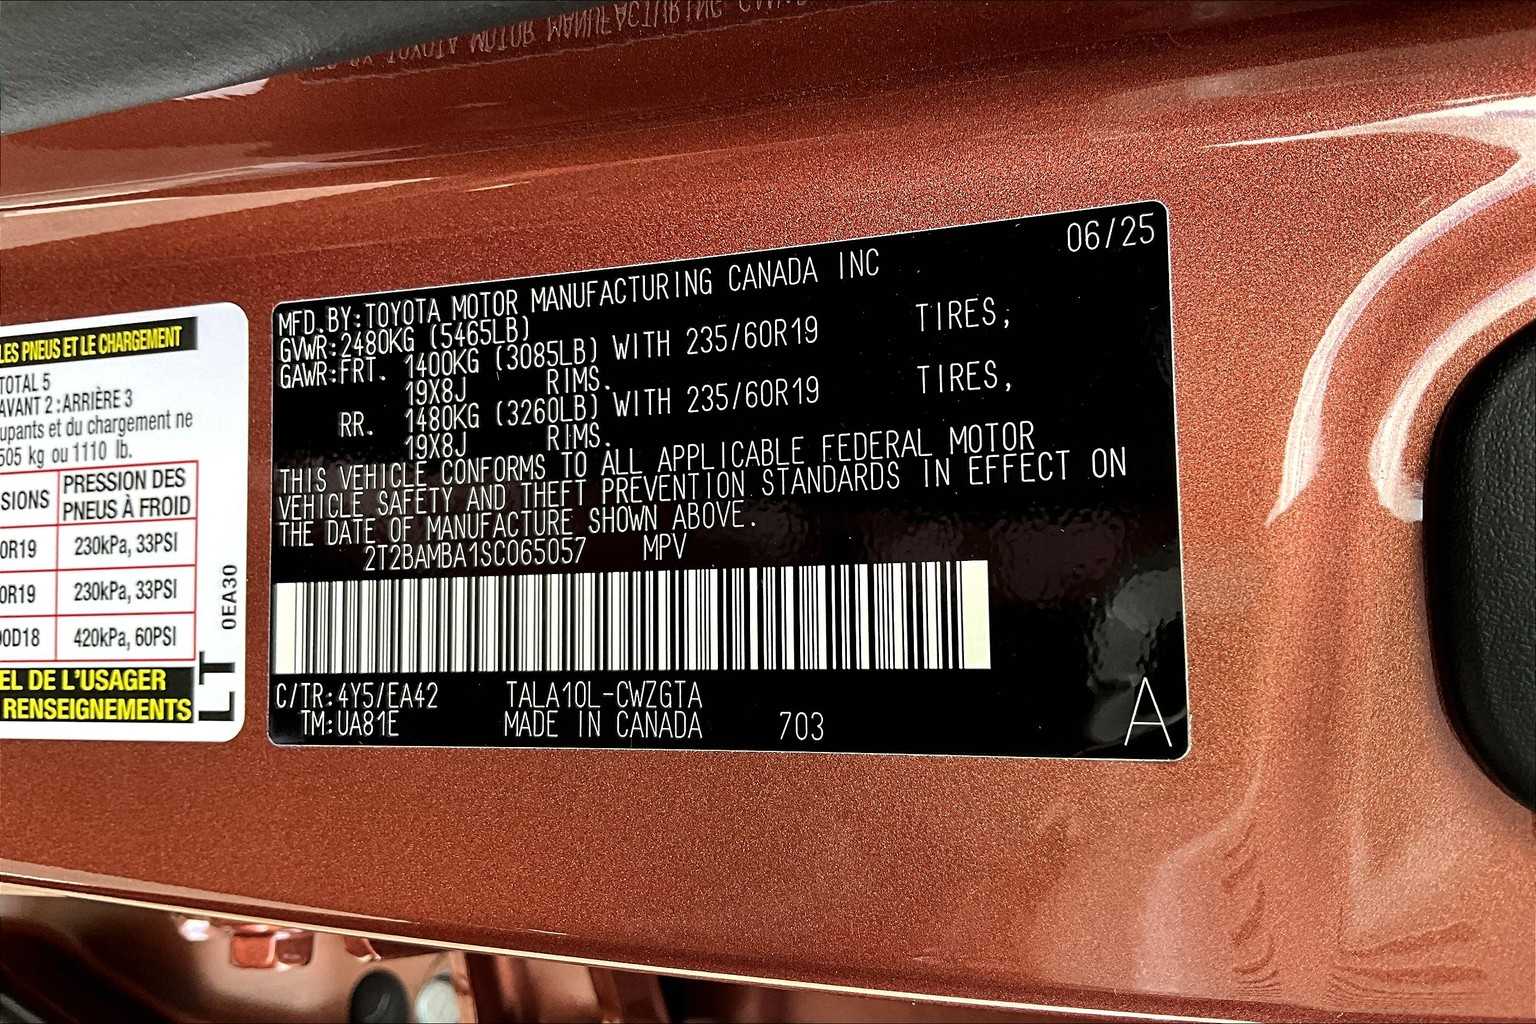 LES PNEUS ET LE CHARGEMENT
TOTAL 5
AVANT 2 : ARRIÈRE 3
upants et du chargement ne
505 kg ou 1110 lb.
SIONS PRESSION DES PNEUS À FROID
0R19 230kPa, 33PSI
0R19 230kPa, 33PSI
0D18 420kPa, 60PSI
EL DE L'USAGER
RENSEIGNEMENTS
0EA30
LT
06/25
MFD.BY:TOYOTA MOTOR MANUFACTURING CANADA INC
GVWR:2480KG (5465LB)
GAWR:FRT. 1400KG (3085LB) WITH 235/60R19 TIRES,
19X8J RIMS.
RR. 1480KG (3260LB) WITH 235/60R19 TIRES,
19X8J RIMS.
THIS VEHICLE CONFORMS TO ALL APPLICABLE FEDERAL MOTOR
VEHICLE SAFETY AND THEFT PREVENTION STANDARDS IN EFFECT ON
THE DATE OF MANUFACTURE SHOWN ABOVE.
2T2BAMBA1SC065057 MPV
C/TR:4Y5/EA42 TALA10L-CWZGTA
TM:UA81E MADE IN CANADA 703
A